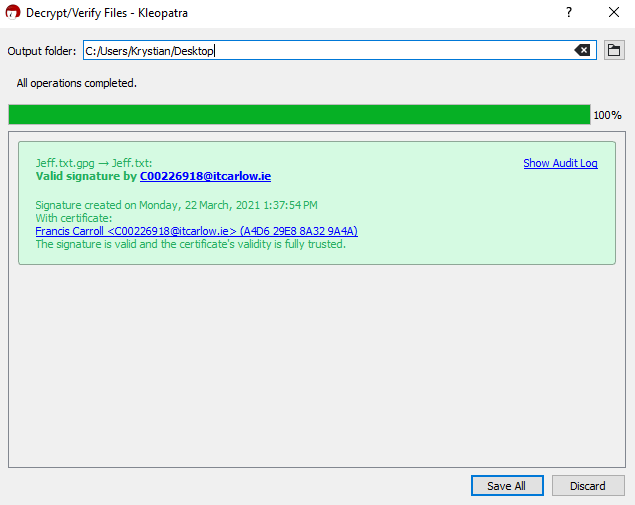 Decrypt/Verify Files - Kleopatra
Output folder: C:/Users/Krystian/Desktop
All operations completed.
100%
Jeff.txt.gpg → Jeff.txt: Show Audit Log
Valid signature by C00226918@itcarlow.ie
Signature created on Monday, 22 March, 2021 1:37:54 PM
With certificate:
Francis Carroll <C00226918@itcarlow.ie> (A4D6 29E8 8A32 9A4A)
The signature is valid and the certificate's validity is fully trusted.
Save All Discard